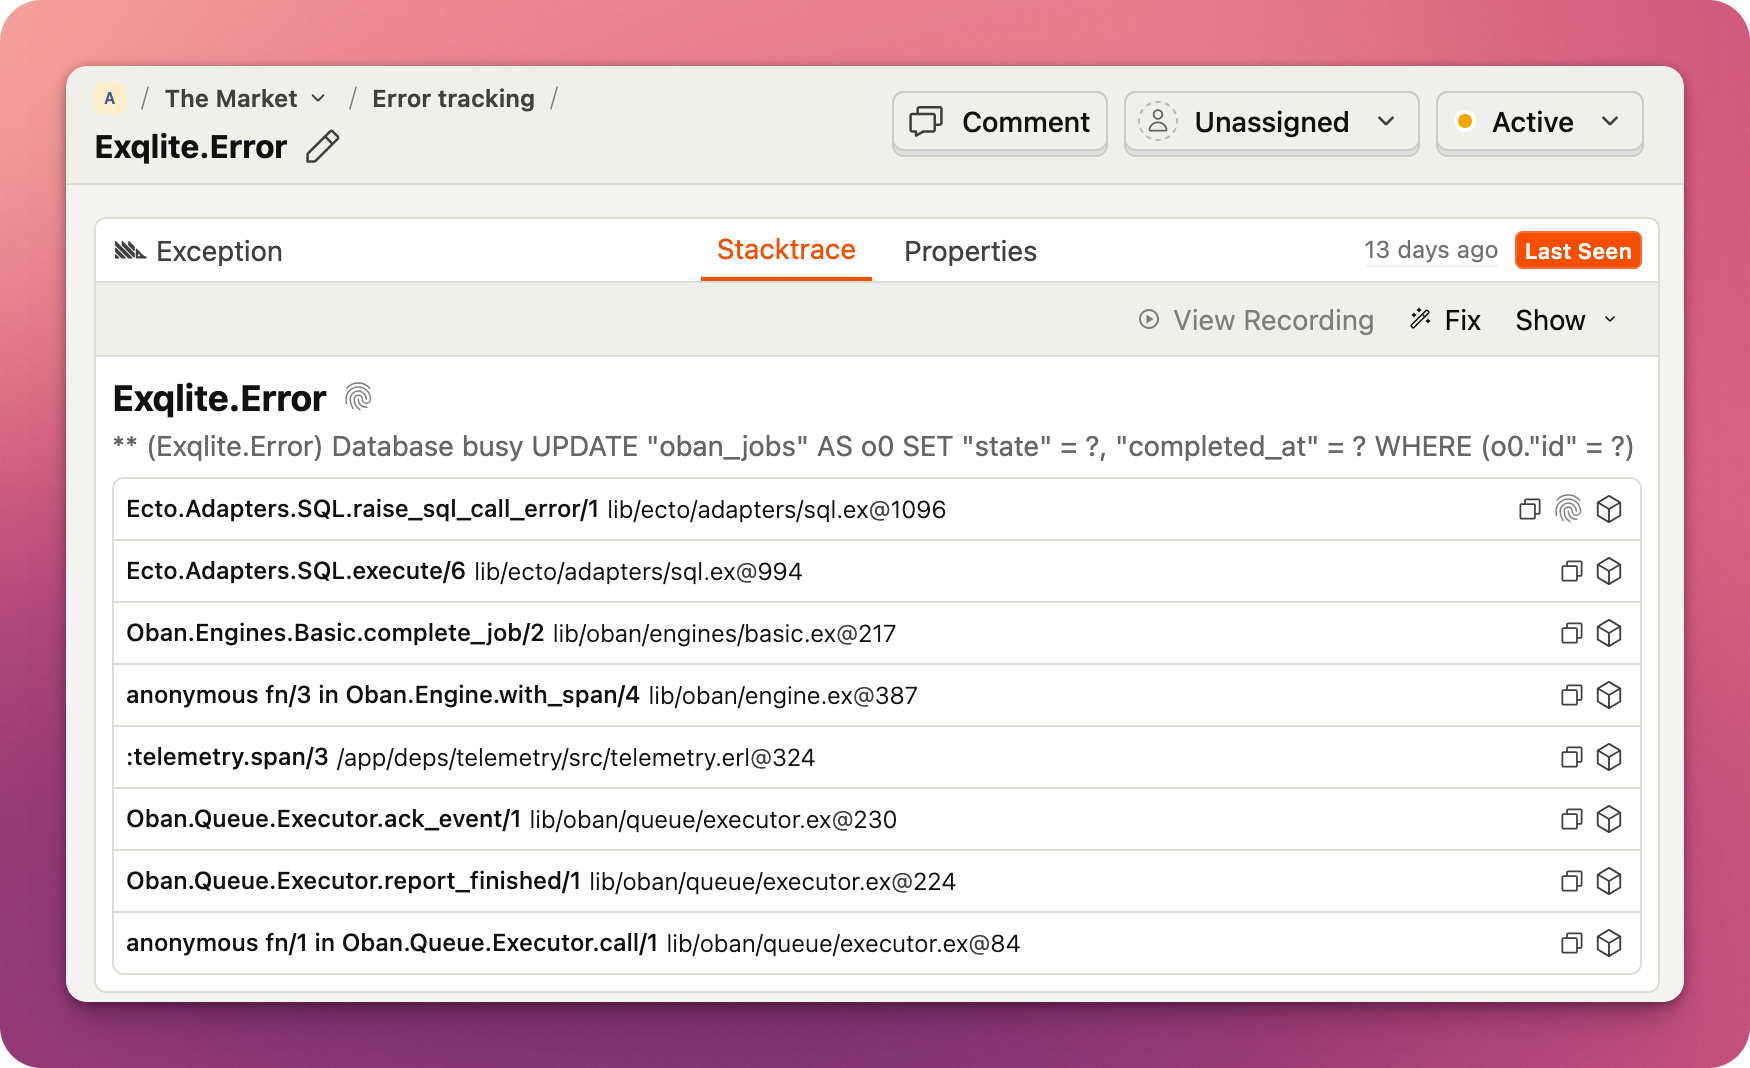 A / The Market / Error tracking /
Exqlite.Error
Comment
Unassigned
Active
Exception
Stacktrace
Properties
13 days ago
Last Seen
View Recording
Fix
Show
Exqlite.Error
** (Exqlite.Error) Database busy UPDATE "oban_jobs" AS o0 SET "state" = ?, "completed_at" = ? WHERE (o0."id" = ?)
Ecto.Adapters.SQL.raise_sql_call_error/1 lib/ecto/adapters/sql.ex@1096
Ecto.Adapters.SQL.execute/6 lib/ecto/adapters/sql.ex@994
Oban.Engines.Basic.complete_job/2 lib/oban/engines/basic.ex@217
anonymous fn/3 in Oban.Engine.with_span/4 lib/oban/engine.ex@387
:telemetry.span/3 /app/deps/telemetry/src/telemetry.erl@324
Oban.Queue.Executor.ack_event/1 lib/oban/queue/executor.ex@230
Oban.Queue.Executor.report_finished/1 lib/oban/queue/executor.ex@224
anonymous fn/1 in Oban.Queue.Executor.call/1 lib/oban/queue/executor.ex@84